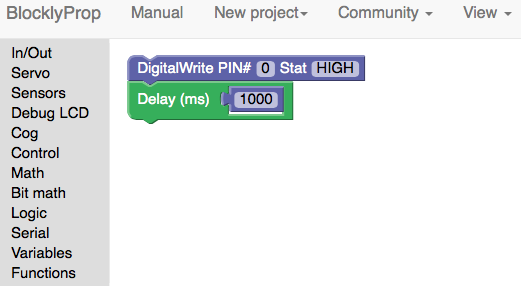 BlocklyProp Manual New project Community View
In/Out
Servo
Sensors
Debug LCD
Cog
Control
Math
Bit math
Logic
Serial
Variables
Functions
DigitalWrite PIN# 0 Stat HIGH
Delay (ms) 1000